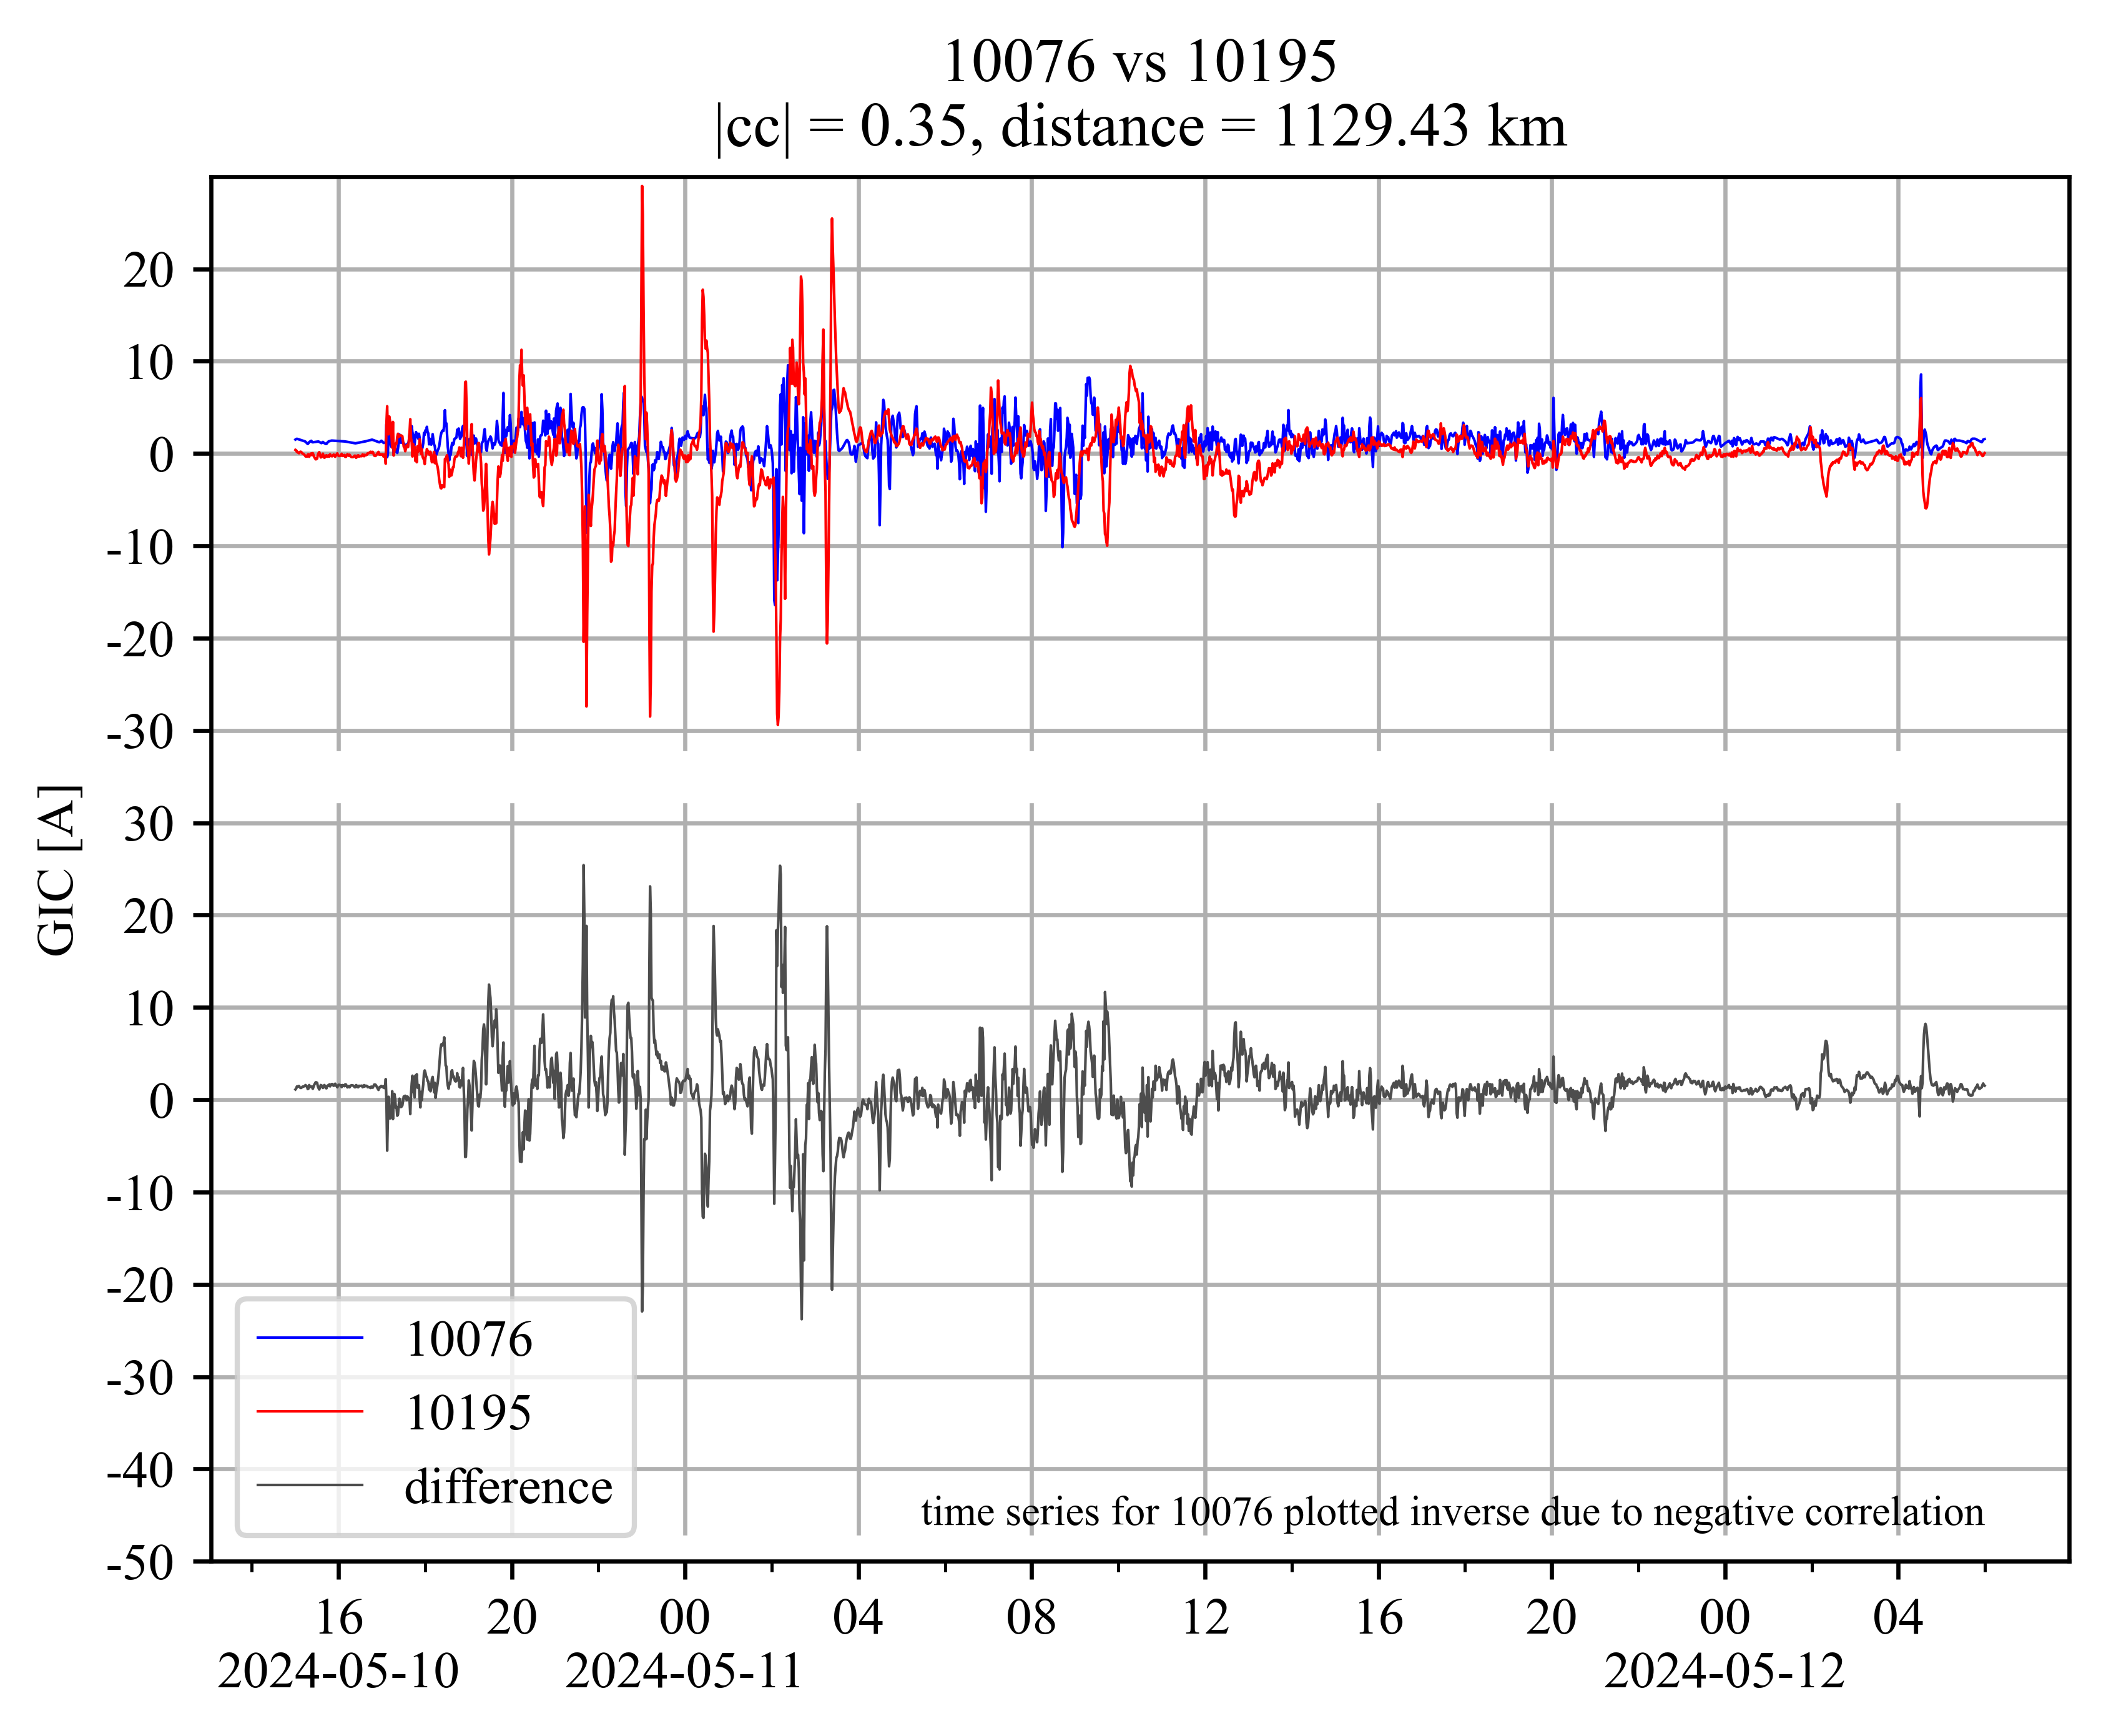 10076 vs 10195
|cc| = 0.35, distance = 1129.43 km
GIC [A]
20
10
0
-10
-20
-30
30
20
10
0
-10
-20
-30
-40
-50
10076
10195
difference
time series for 10076 plotted inverse due to negative correlation
16 20 00 04 08 12 16 20 00 04
2024-05-10 2024-05-11 2024-05-12